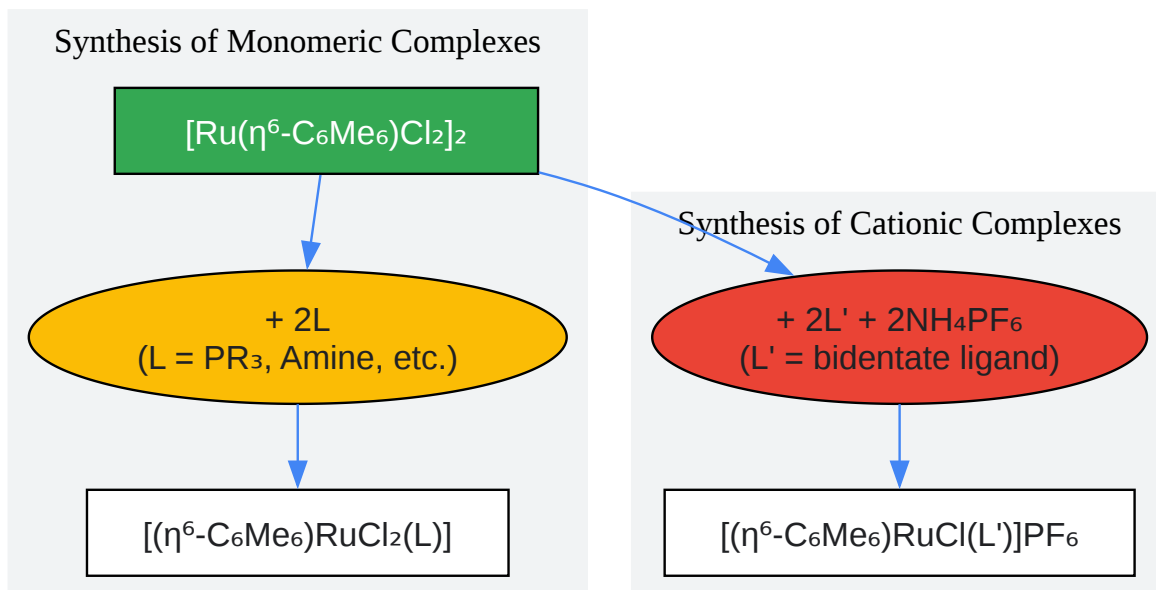 Synthesis of Monomeric Complexes
[Ru(η⁶-C₆Me₆)Cl₂]₂
+ 2L
(L = PR₃, Amine, etc.)
[(η⁶-C₆Me₆)RuCl₂(L)]
Synthesis of Cationic Complexes
+ 2L' + 2NH₄PF₆
(L' = bidentate ligand)
[(η⁶-C₆Me₆)RuCl(L')]PF₆